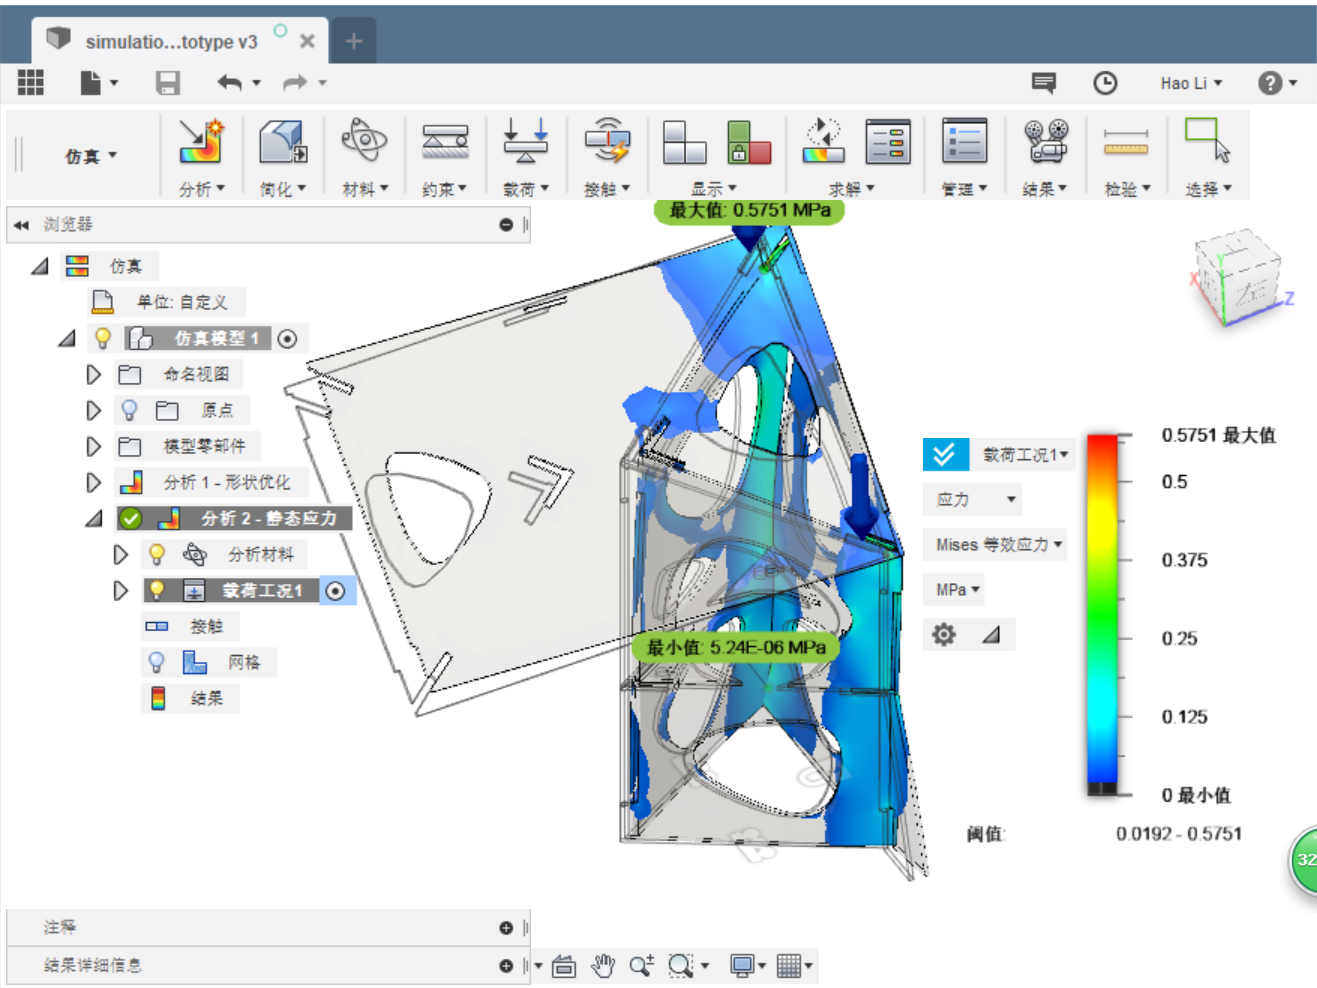 simulatio...totype v3
Hao Li
仿真
分析
简化
材料
约束
载荷
接触
显示
求解
管理
结果
检验
选择
浏览器
最大值: 0.5751 MPa
仿真
单位: 自定义
仿真模型 1
命名视图
原点
模型零部件
分析 1 - 形状优化
分析 2 - 静态应力
分析材料
载荷工况1
接触
网格
结果
X
Y
Z
左
载荷工况1
应力
Mises 等效应力
MPa
0.5751 最大值
0.5
0.375
0.25
0.125
0 最小值
阈值:
0.0192 - 0.5751
最小值: 5.24E-06 MPa
32
注释
结果详细信息